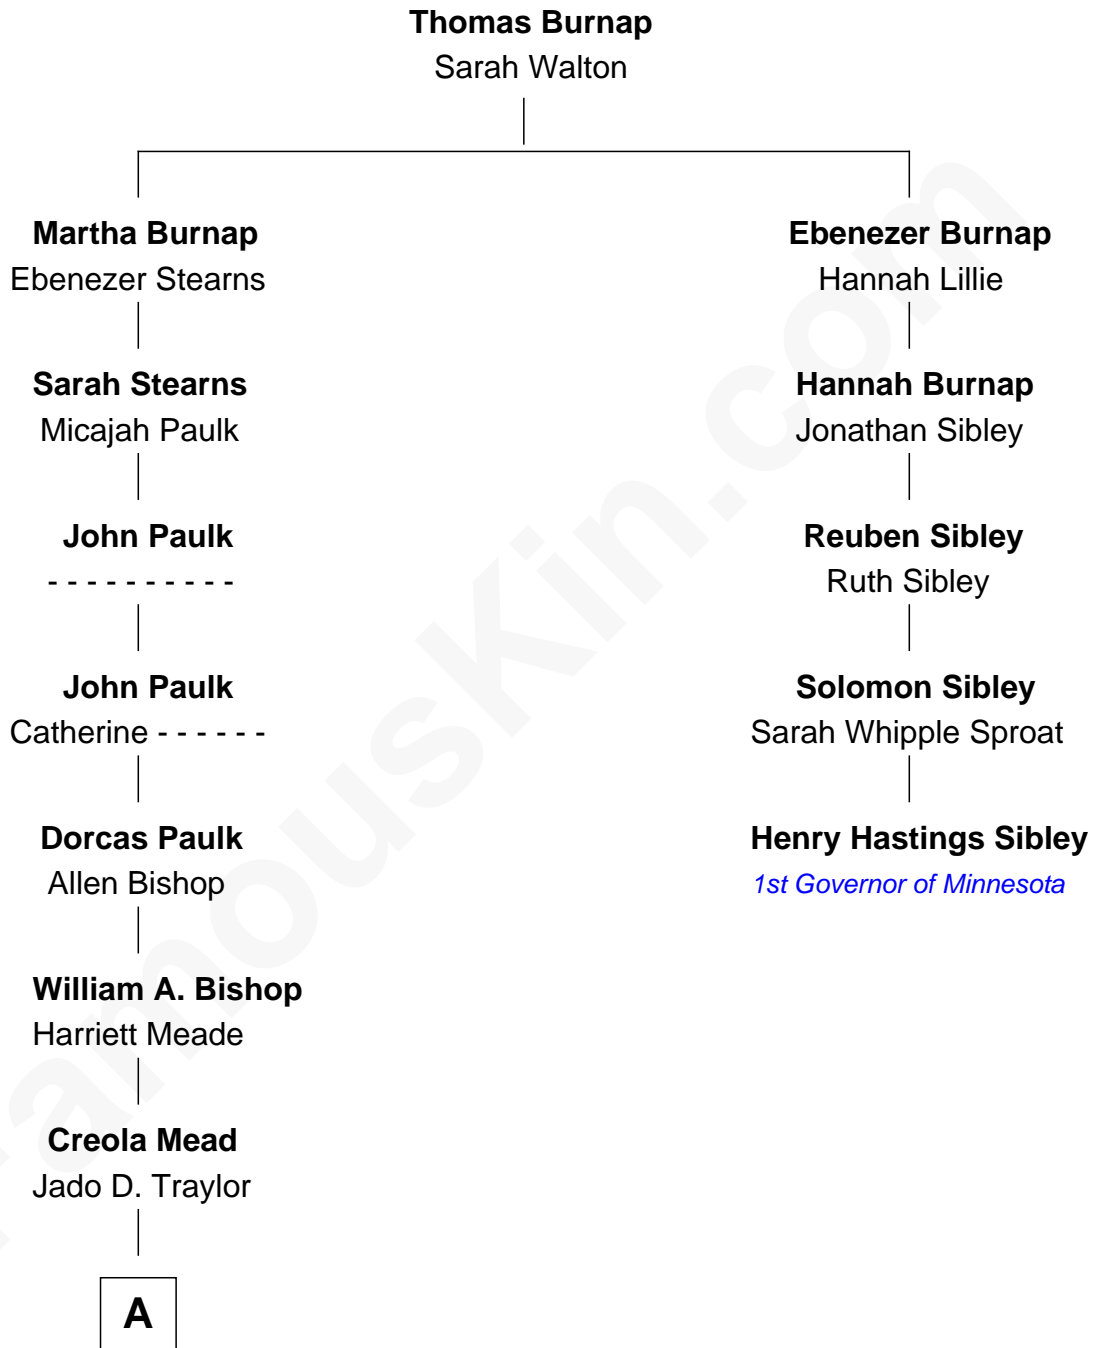 Thomas Burnap
Sarah Walton
Martha Burnap
Ebenezer Stearns
Ebenezer Burnap
Hannah Lillie
Sarah Stearns
Micajah Paulk
Hannah Burnap
Jonathan Sibley
John Paulk
- - - - - - - - - -
Reuben Sibley
Ruth Sibley
John Paulk
Catherine - - - - - -
Solomon Sibley
Sarah Whipple Sproat
Dorcas Paulk
Allen Bishop
Henry Hastings Sibley
1st Governor of Minnesota
William A. Bishop
Harriett Meade
Creola Mead
Jado D. Traylor
A
FamousKin.com